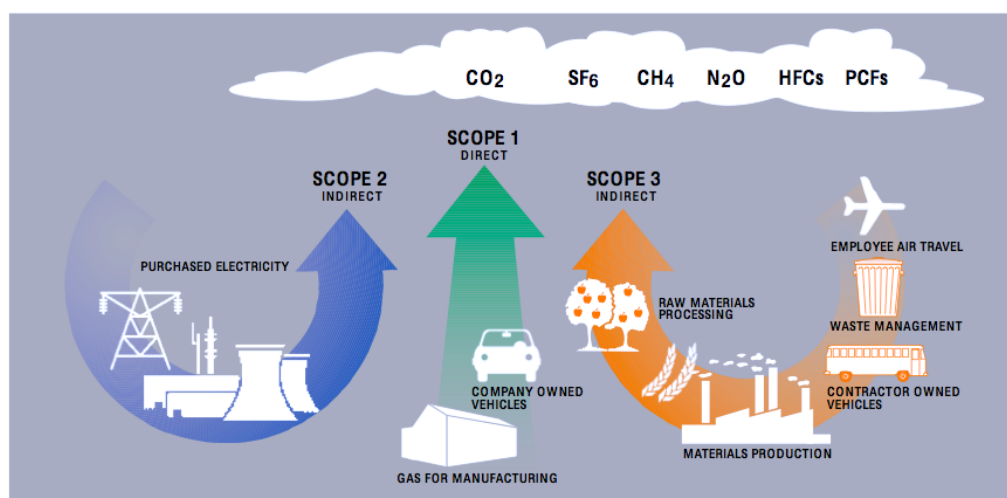 CO2 SF6 CH4 N2O HFCs PCFs
SCOPE 1
DIRECT
SCOPE 2
INDIRECT
SCOPE 3
INDIRECT
PURCHASED ELECTRICITY
COMPANY OWNED
VEHICLES
GAS FOR MANUFACTURING
RAW MATERIALS
PROCESSING
EMPLOYEE AIR TRAVEL
WASTE MANAGEMENT
CONTRACTOR OWNED
VEHICLES
MATERIALS PRODUCTION